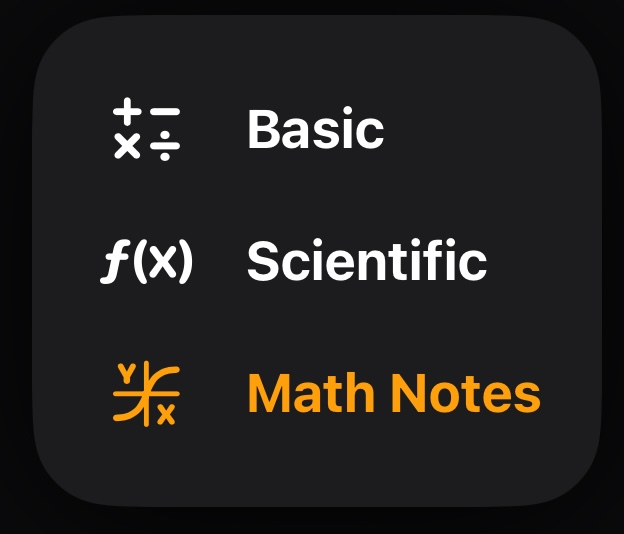 Basic
f(x) Scientific
Math Notes